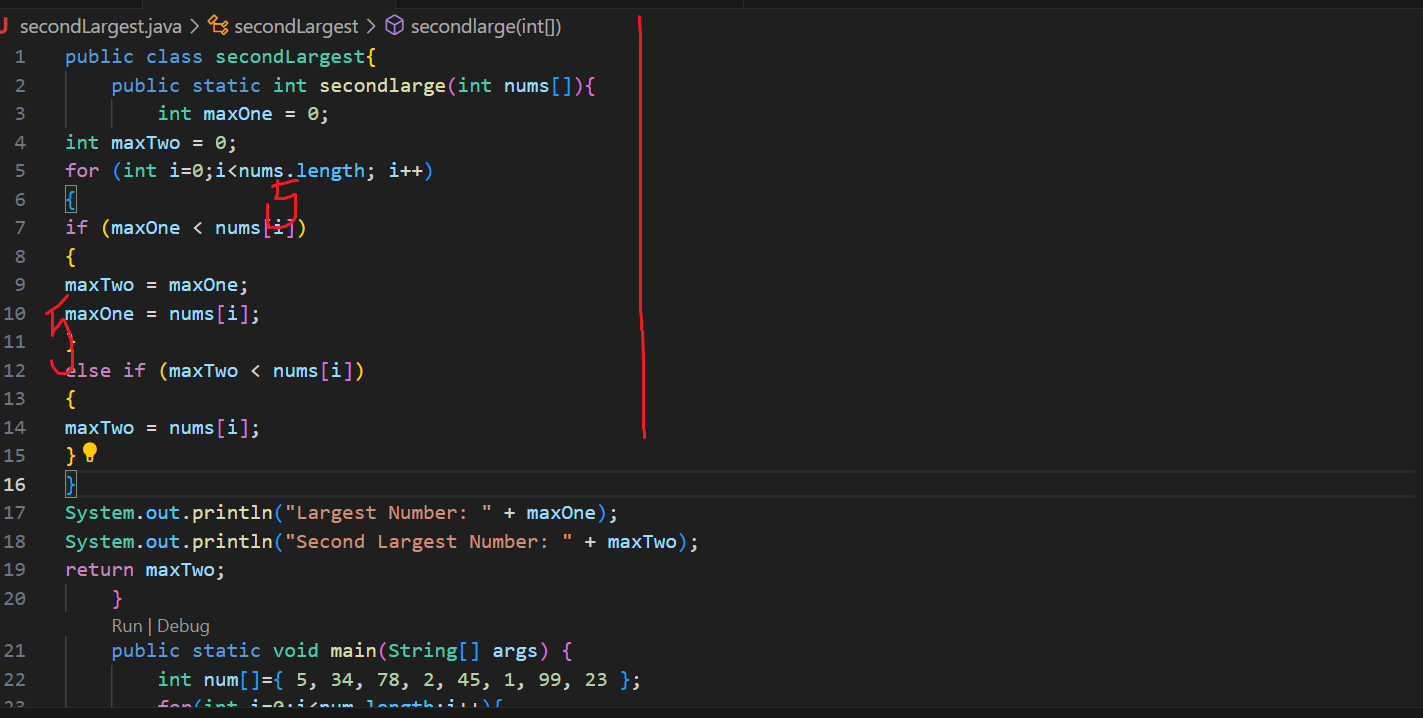 secondLargest.java > secondLargest > secondlarge(int[])
1 public class secondLargest{
2 public static int secondlarge(int nums[]){
3 int maxOne = 0;
4 int maxTwo = 0;
5 for (int i=0;i<nums.length; i++)
6 {
5
7 if (maxOne < nums[i])
8 {
9 maxTwo = maxOne;
10 maxOne = nums[i];
11 }
5
12 else if (maxTwo < nums[i])
13 {
14 maxTwo = nums[i];
15 }
16 }
17 System.out.println("Largest Number: " + maxOne);
18 System.out.println("Second Largest Number: " + maxTwo);
19 return maxTwo;
20 }
Run | Debug
21 public static void main(String[] args) {
22 int num[]={ 5, 34, 78, 2, 45, 1, 99, 23 };
23 for(int i=0;i<num.length;i++){